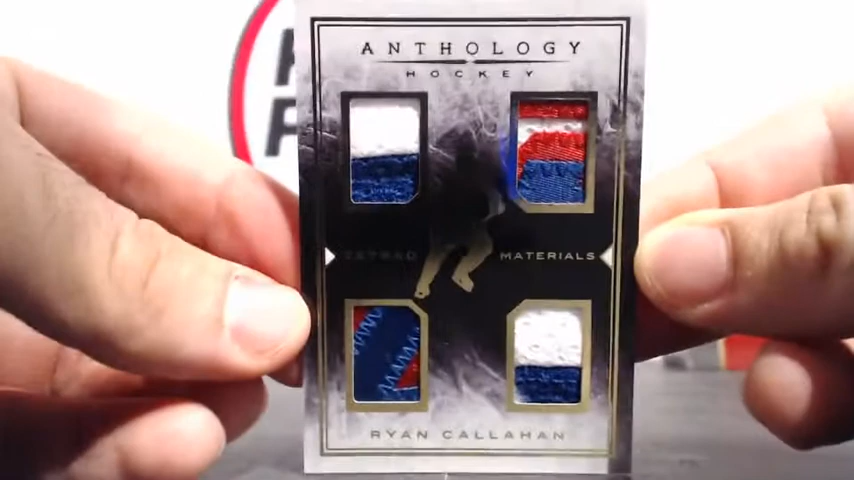 ANTHOLOGY
HOCKEY
TETRAD MATERIALS
RYAN CALLAHAN